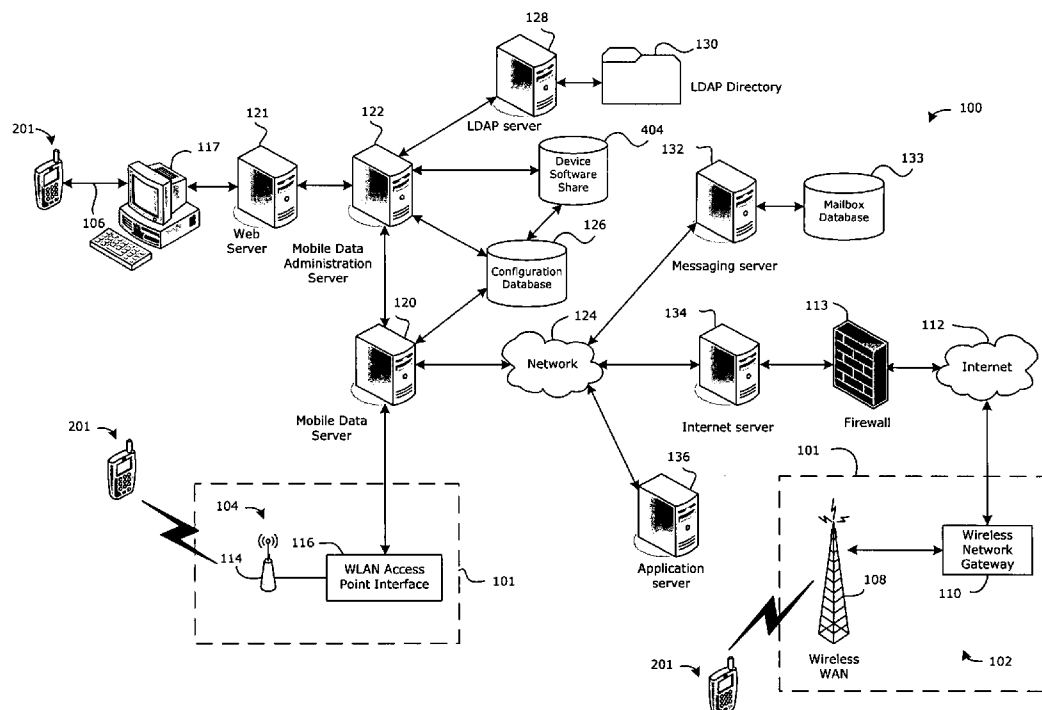 128
130
LDAP Directory
LDAP server
100
201
117
121
122
404
132
133
Device
Software
Share
Mailbox
Database
106
Web
Server
Mobile Data
Administration
Server
126
Configuration
Database
Messaging server
120
124
134
113
112
Network
Internet
Mobile Data
Server
Internet server
Firewall
201
136
101
104
116
114
WLAN Access
Point Interface
101
Application
server
Wireless
Network
Gateway
108
110
201
Wireless
WAN
102